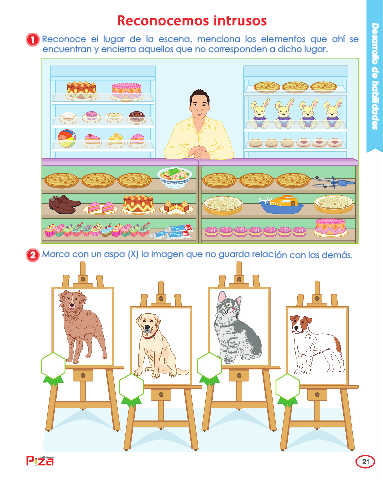 Reconocemos intrusos
1 Reconoce el lugar de la escena, menciona los elementos que ahí se
encuentran y encierra aquellos que no corresponden a dicho lugar.
Desarrollo de habilidades
2 Marca con un aspa (X) la imagen que no guarda relación con las demás.
Piza
21